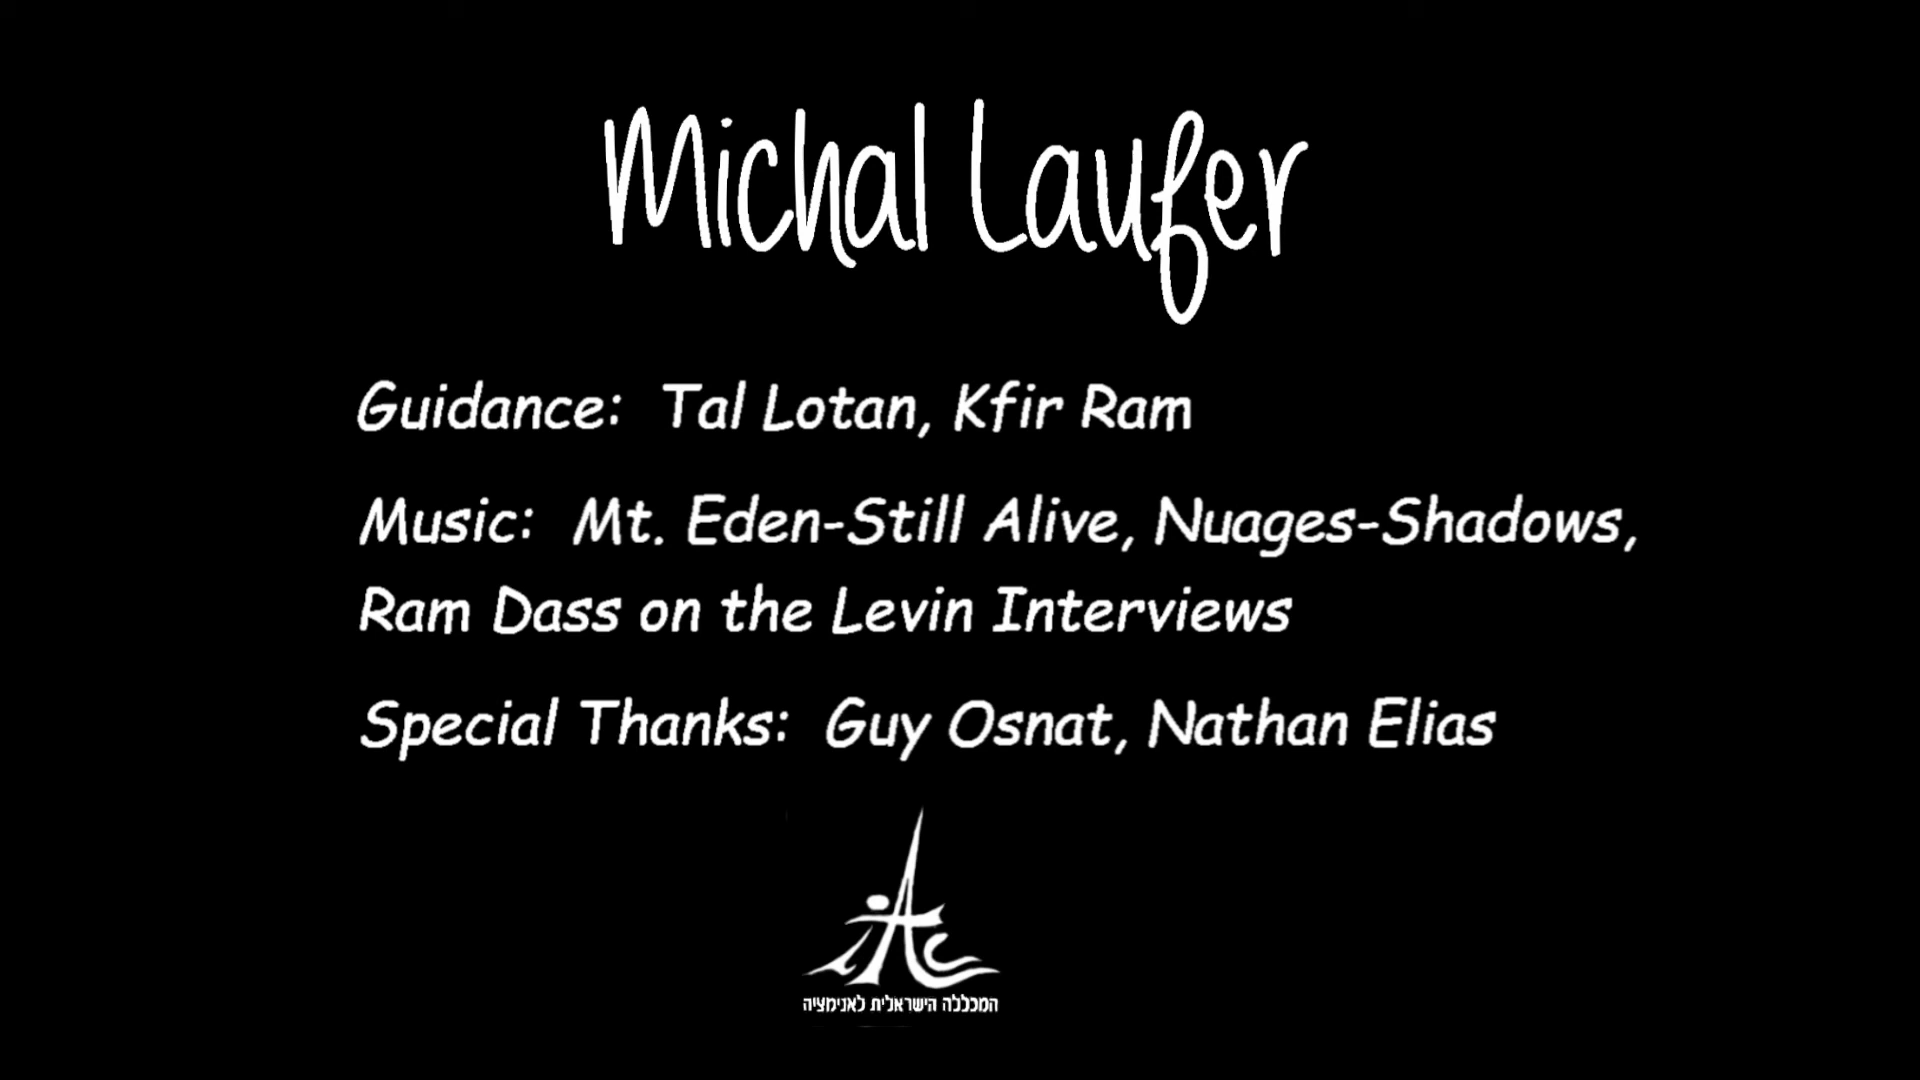 Michal Laufer
Guidance: Tal Lotan, Kfir Ram
Music: Mt. Eden-Still Alive, Nuages-Shadows,
Ram Dass on the Levin Interviews
Special Thanks: Guy Osnat, Nathan Elias
iAc
המכללה הישראלית לאנימציה